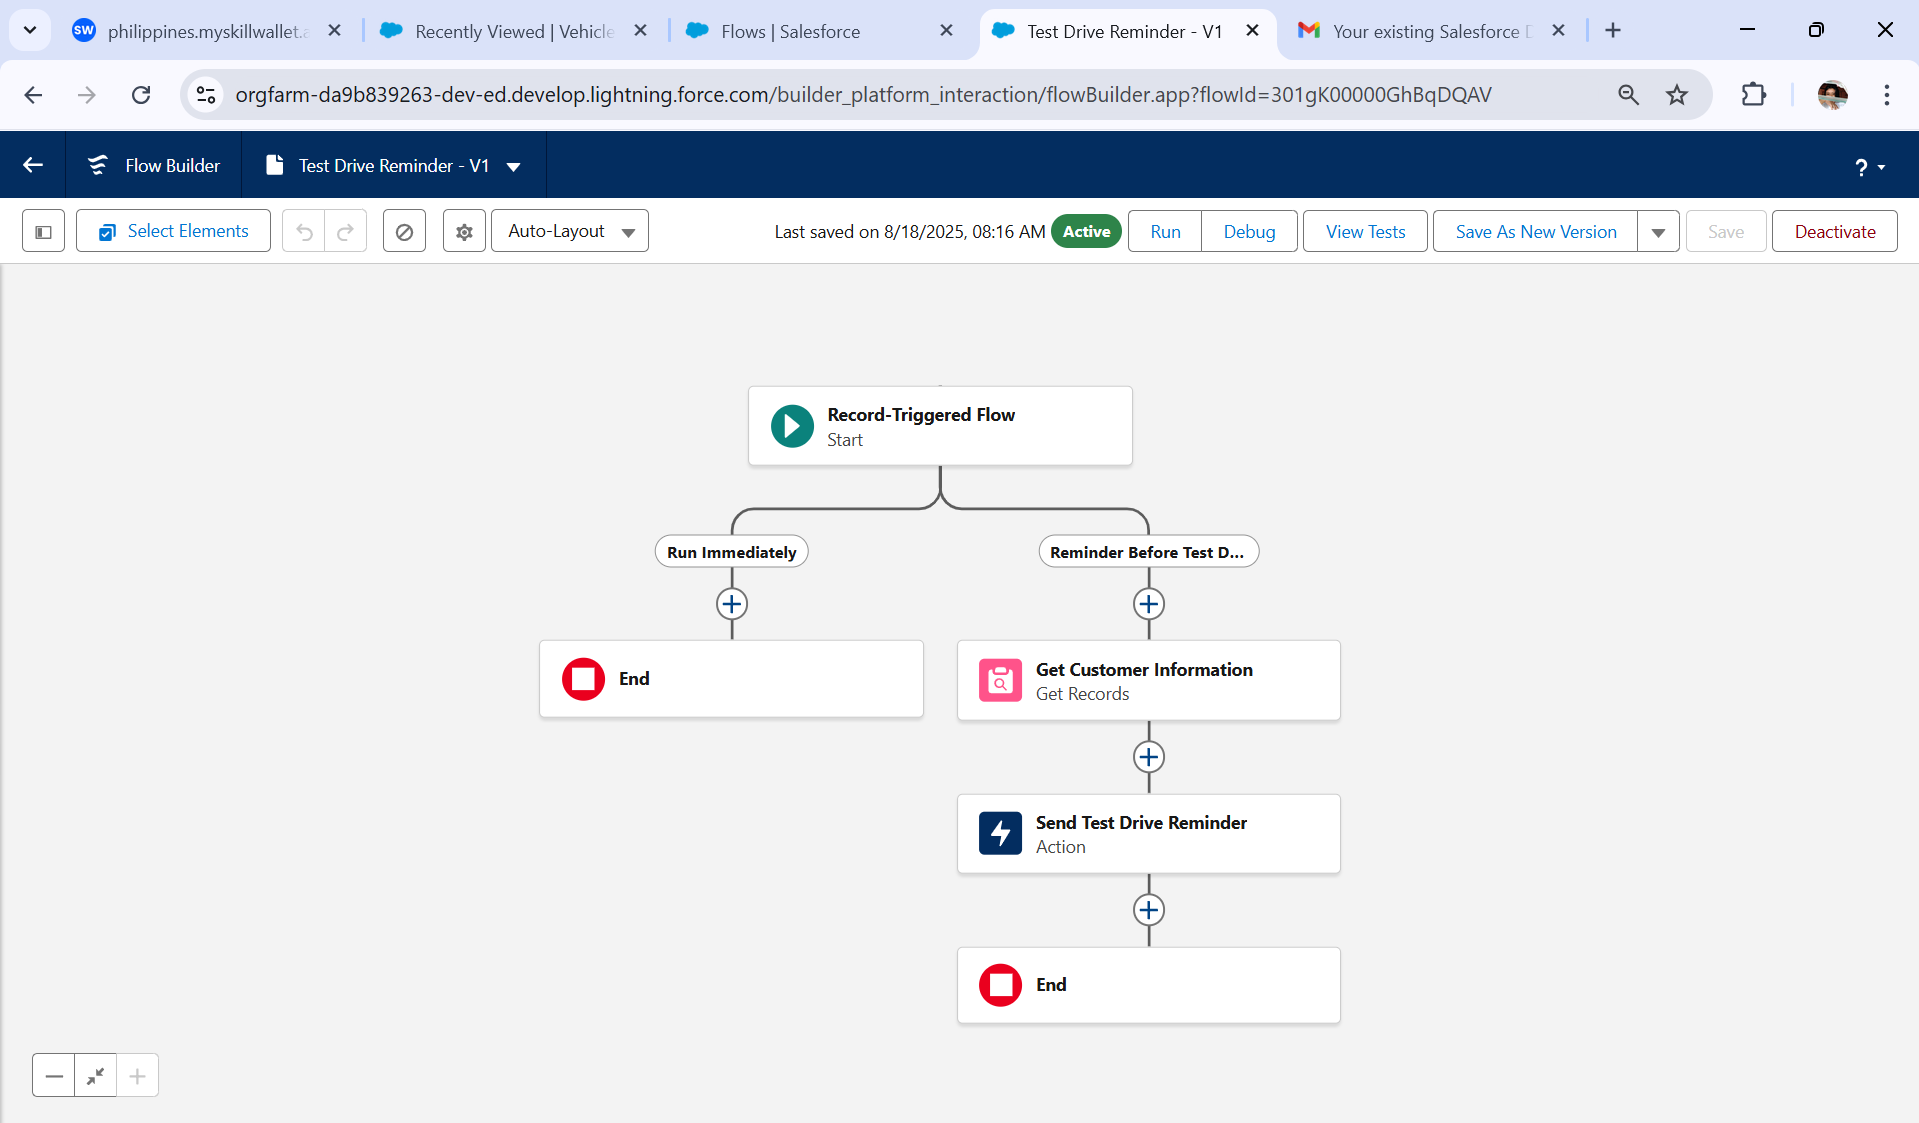 SW philippines.myskillwallet.a
Recently Viewed | Vehicle
Flows | Salesforce
Test Drive Reminder - V1
Your existing Salesforce D
orgfarm-da9b839263-dev-ed.develop.lightning.force.com/builder_platform_interaction/flowBuilder.app?flowId=301gK00000GhBqDQAV
Flow Builder
Test Drive Reminder - V1
?
Select Elements
Auto-Layout
Last saved on 8/18/2025, 08:16 AM
Active
Run
Debug
View Tests
Save As New Version
Save
Deactivate
Record-Triggered Flow
Start
Run Immediately
Reminder Before Test D...
End
Get Customer Information
Get Records
Send Test Drive Reminder
Action
End